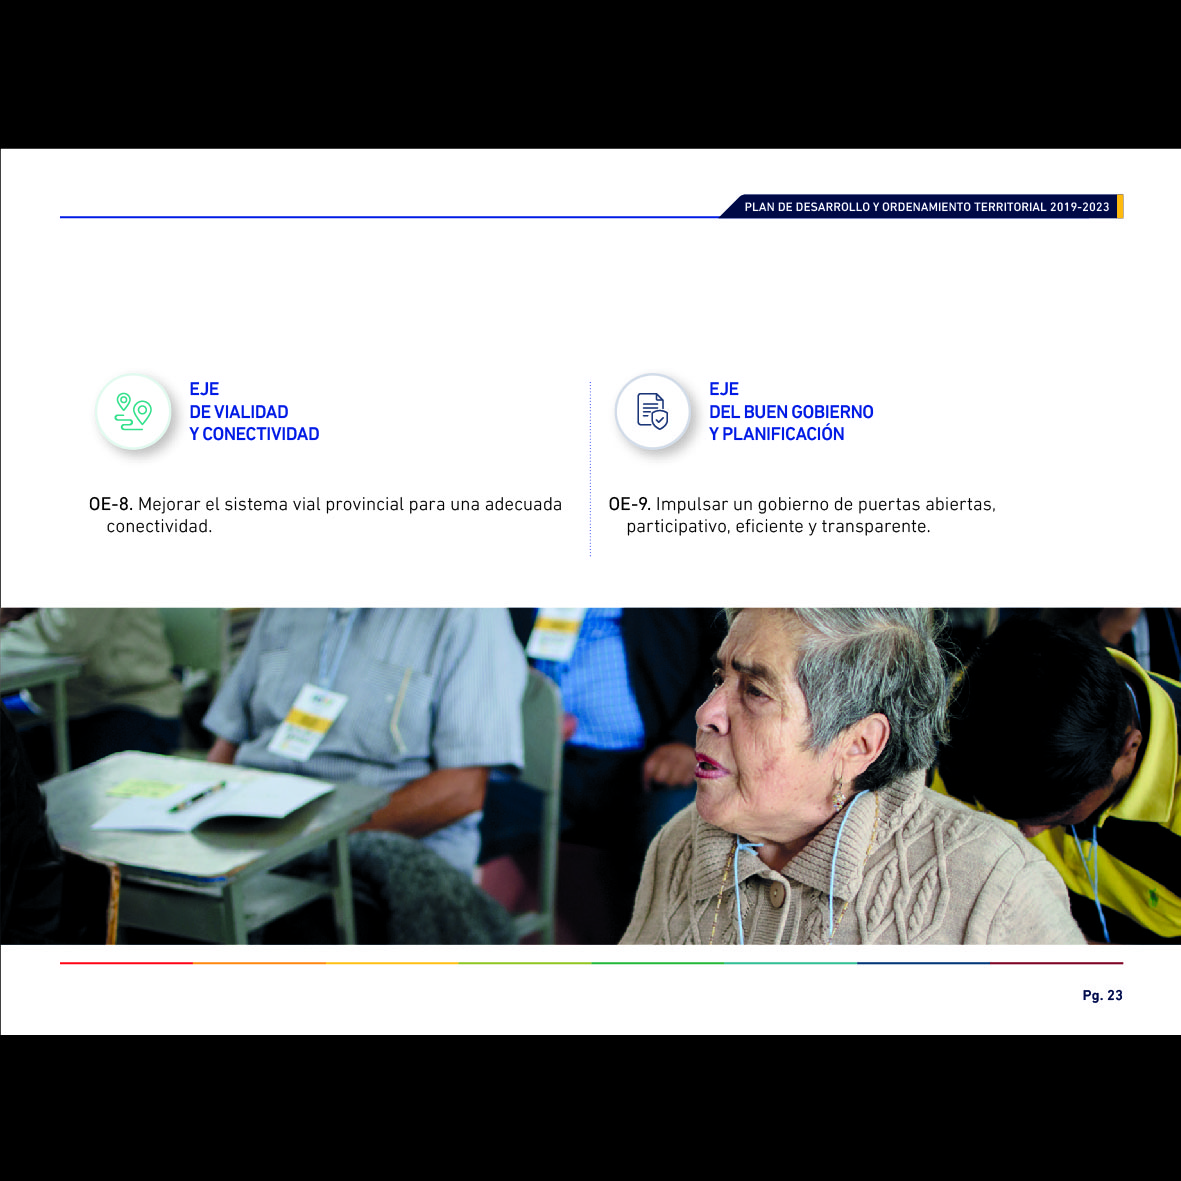 PLAN DE DESARROLLO Y ORDENAMIENTO TERRITORIAL 2019-2023
EJE
DE VIALIDAD
Y CONECTIVIDAD
OE-8. Mejorar el sistema vial provincial para una adecuada
conectividad.
EJE
DEL BUEN GOBIERNO
Y PLANIFICACIÓN
OE-9. Impulsar un gobierno de puertas abiertas,
participativo, eficiente y transparente.
Pg. 23